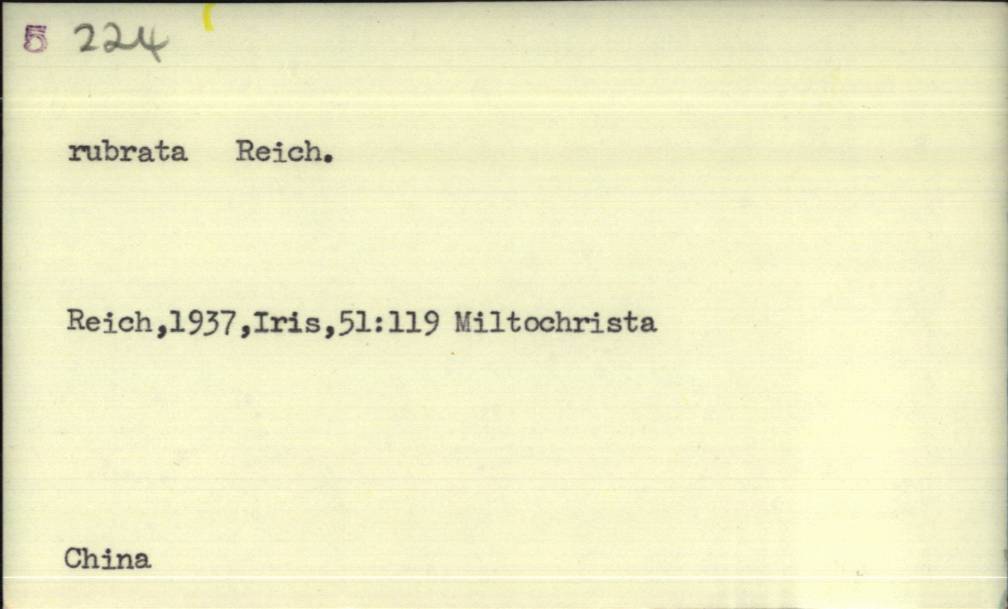 5 224
rubrata Reich.
Reich,1937,Iris,51:119 Miltochrista
China